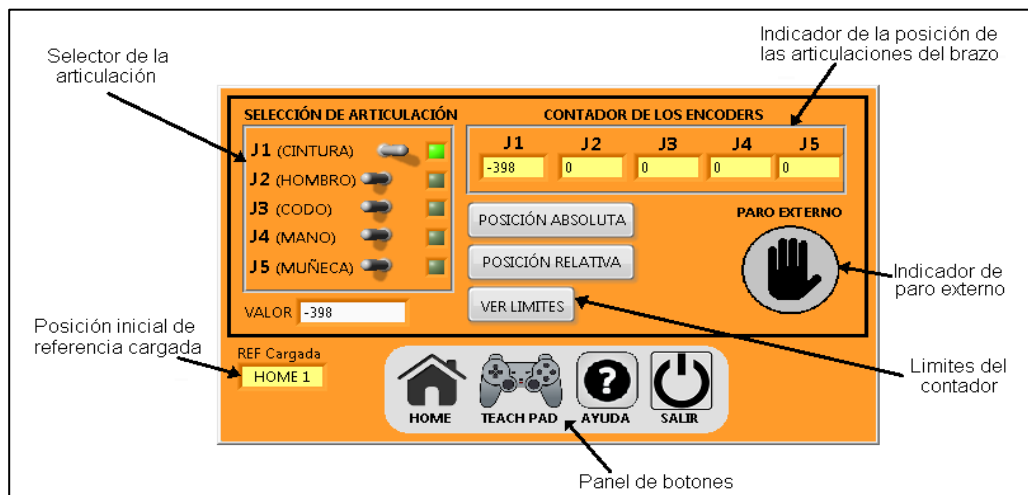 Selector de la
articulación
Indicador de la posición de
las articulaciones del brazo
SELECCIÓN DE ARTICULACIÓN
J1 (CINTURA)
J2 (HOMBRO)
J3 (CODO)
J4 (MANO)
J5 (MUÑECA)
VALOR -398
CONTADOR DE LOS ENCODERS
J1 J2 J3 J4 J5
-398 0 0 0 0
POSICIÓN ABSOLUTA
POSICIÓN RELATIVA
VER LIMITES
PARO EXTERNO
Indicador de
paro externo
Posición inicial de
referencia cargada
REF Cargada
HOME 1
HOME TEACH PAD AYUDA SALIR
Limites del
contador
Panel de botones